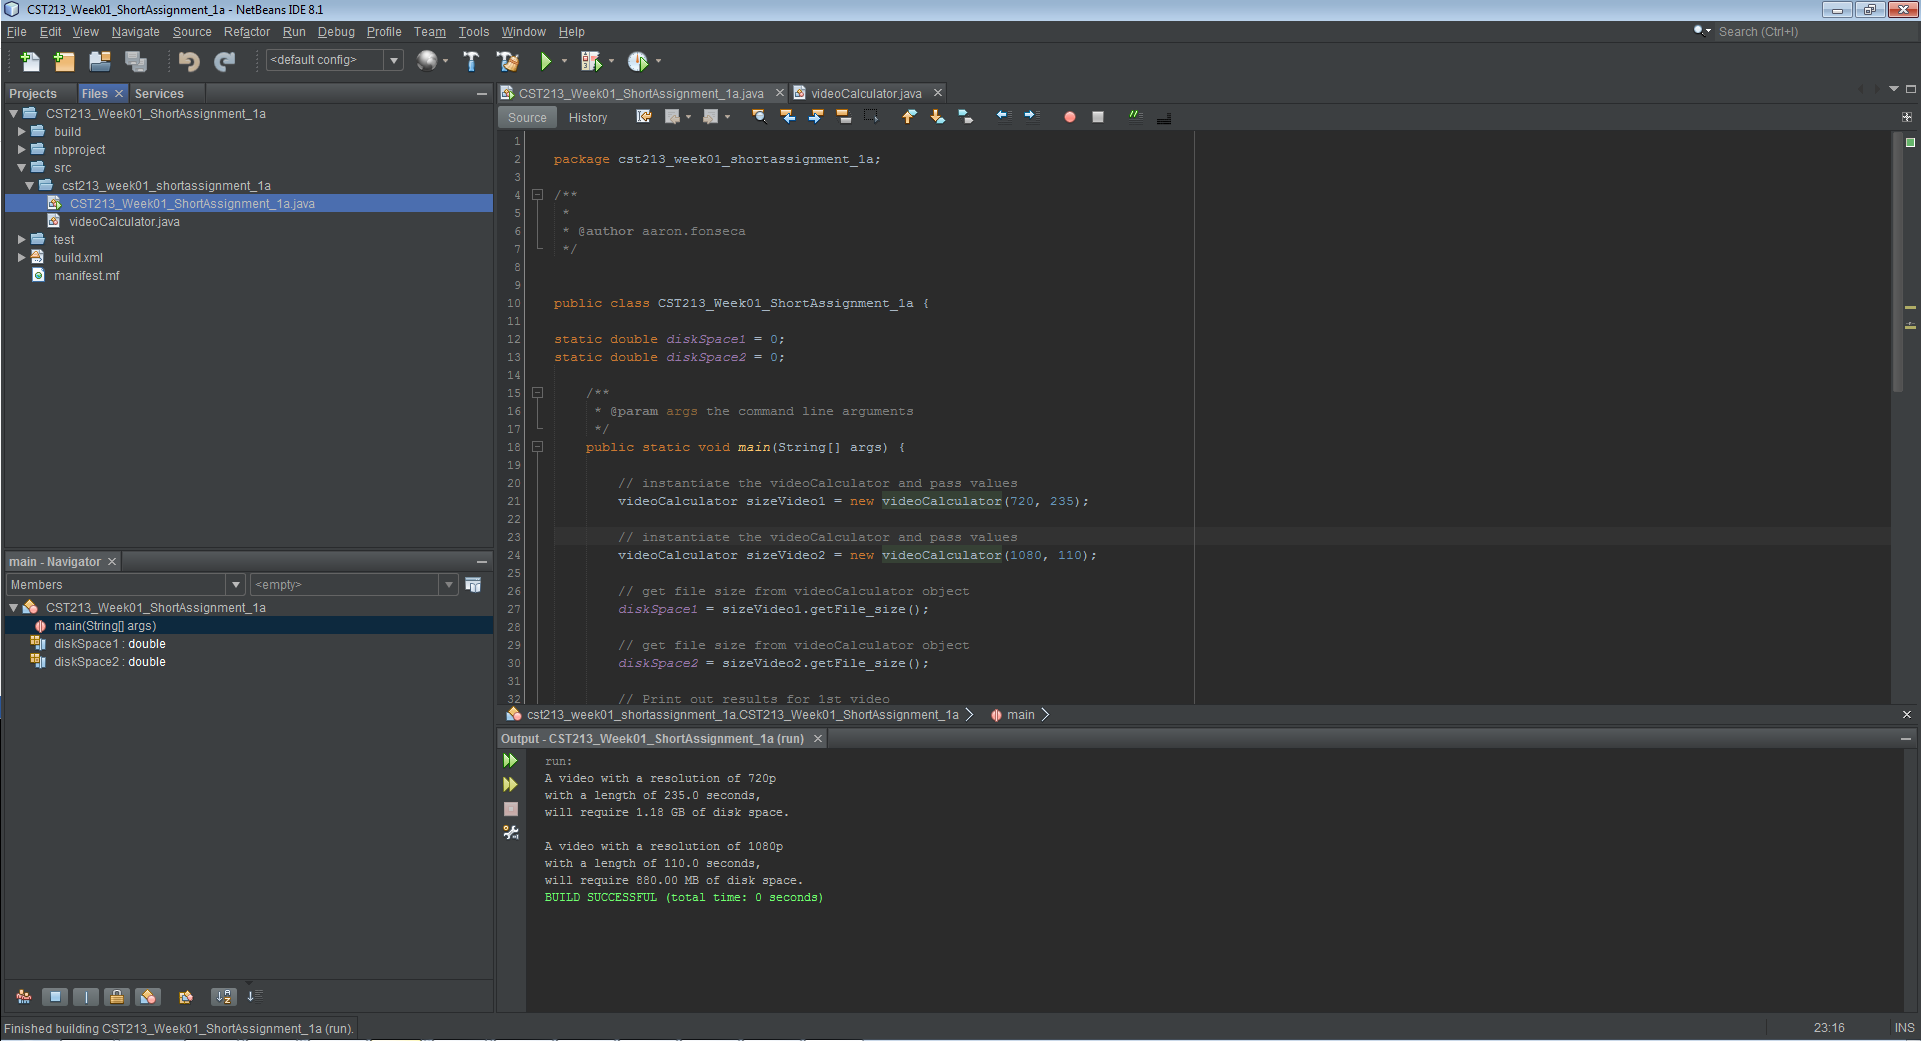 CST213_Week01_ShortAssignment_1a - NetBeans IDE 8.1
File Edit View Navigate Source Refactor Run Debug Profile Team Tools Window Help
Search (Ctrl+I)
<default config>
Projects Files Services
CST213_Week01_ShortAssignment_1a
build
nbproject
src
cst213_week01_shortassignment_1a
CST213_Week01_ShortAssignment_1a.java
videoCalculator.java
test
build.xml
manifest.mf
main - Navigator
Members <empty>
CST213_Week01_ShortAssignment_1a
main(String[] args)
diskSpace1 : double
diskSpace2 : double
CST213_Week01_ShortAssignment_1a.java videoCalculator.java
Source History
1
2 package cst213_week01_shortassignment_1a;
3
4 /**
5 *
6 * @author aaron.fonseca
7 */
8
9
10 public class CST213_Week01_ShortAssignment_1a {
11
12 static double diskSpace1 = 0;
13 static double diskSpace2 = 0;
14
15 /**
16 * @param args the command line arguments
17 */
18 public static void main(String[] args) {
19
20 // instantiate the videoCalculator and pass values
21 videoCalculator sizeVideo1 = new videoCalculator(720, 235);
22
23 // instantiate the videoCalculator and pass values
24 videoCalculator sizeVideo2 = new videoCalculator(1080, 110);
25
26 // get file size from videoCalculator object
27 diskSpace1 = sizeVideo1.getFile_size();
28
29 // get file size from videoCalculator object
30 diskSpace2 = sizeVideo2.getFile_size();
31
32 // Print out results for 1st video
cst213_week01_shortassignment_1a.CST213_Week01_ShortAssignment_1a main
Output - CST213_Week01_ShortAssignment_1a (run)
run:
A video with a resolution of 720p
with a length of 235.0 seconds,
will require 1.18 GB of disk space.
A video with a resolution of 1080p
with a length of 110.0 seconds,
will require 880.00 MB of disk space.
BUILD SUCCESSFUL (total time: 0 seconds)
Finished building CST213_Week01_ShortAssignment_1a (run).
23:16 INS